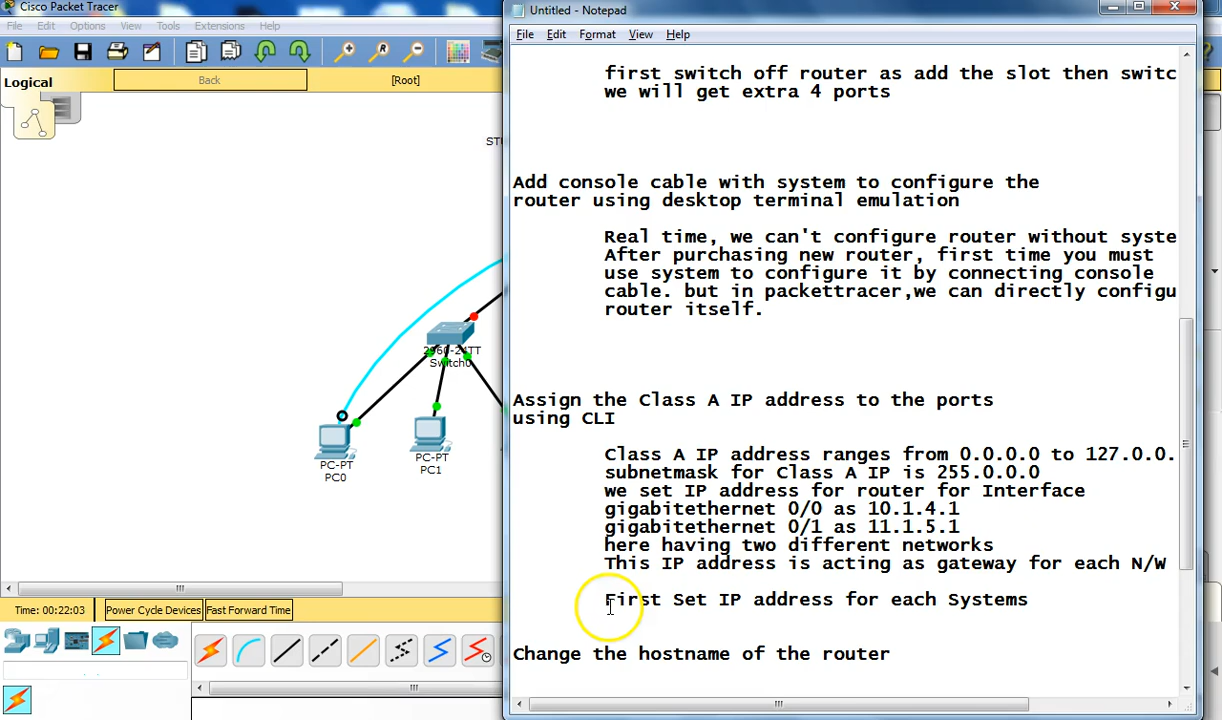 Cisco Packet Tracer
File Edit Options View Tools Extensions Help
Logical
Back
[Root]
2960-24TT
Switch0
PC-PT
PC0
PC-PT
PC1
Time: 00:22:03
Power Cycle Devices
Fast Forward Time
Untitled - Notepad
File Edit Format View Help
first switch off router as add the slot then switc
we will get extra 4 ports
Add console cable with system to configure the
router using desktop terminal emulation
Real time, we can't configure router without syste
After purchasing new router, first time you must
use system to configure it by connecting console
cable. but in packettracer,we can directly configu
router itself.
Assign the Class A IP address to the ports
using CLI
Class A IP address ranges from 0.0.0.0 to 127.0.0.
subnetmask for Class A IP is 255.0.0.0
we set IP address for router for Interface
gigabitethernet 0/0 as 10.1.4.1
gigabitethernet 0/1 as 11.1.5.1
here having two different networks
This IP address is acting as gateway for each N/W
First Set IP address for each Systems
Change the hostname of the router